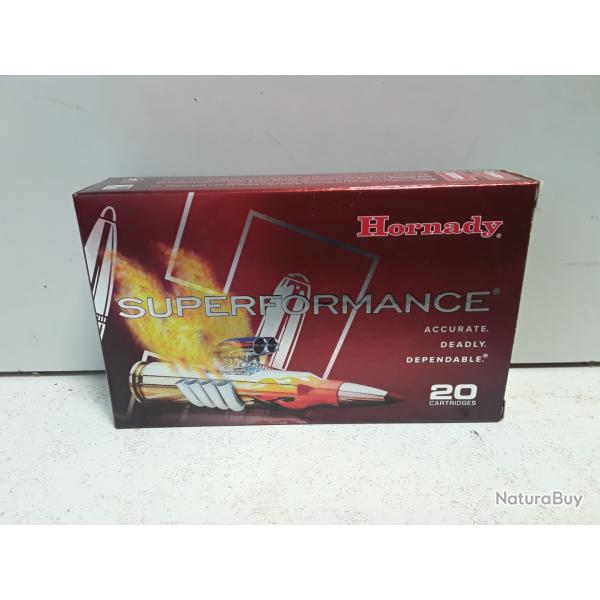 Hornady®
SUPERFORMANCE®
ACCURATE.
DEADLY.
DEPENDABLE.®
20
CARTRIDGES
NaturaBuy